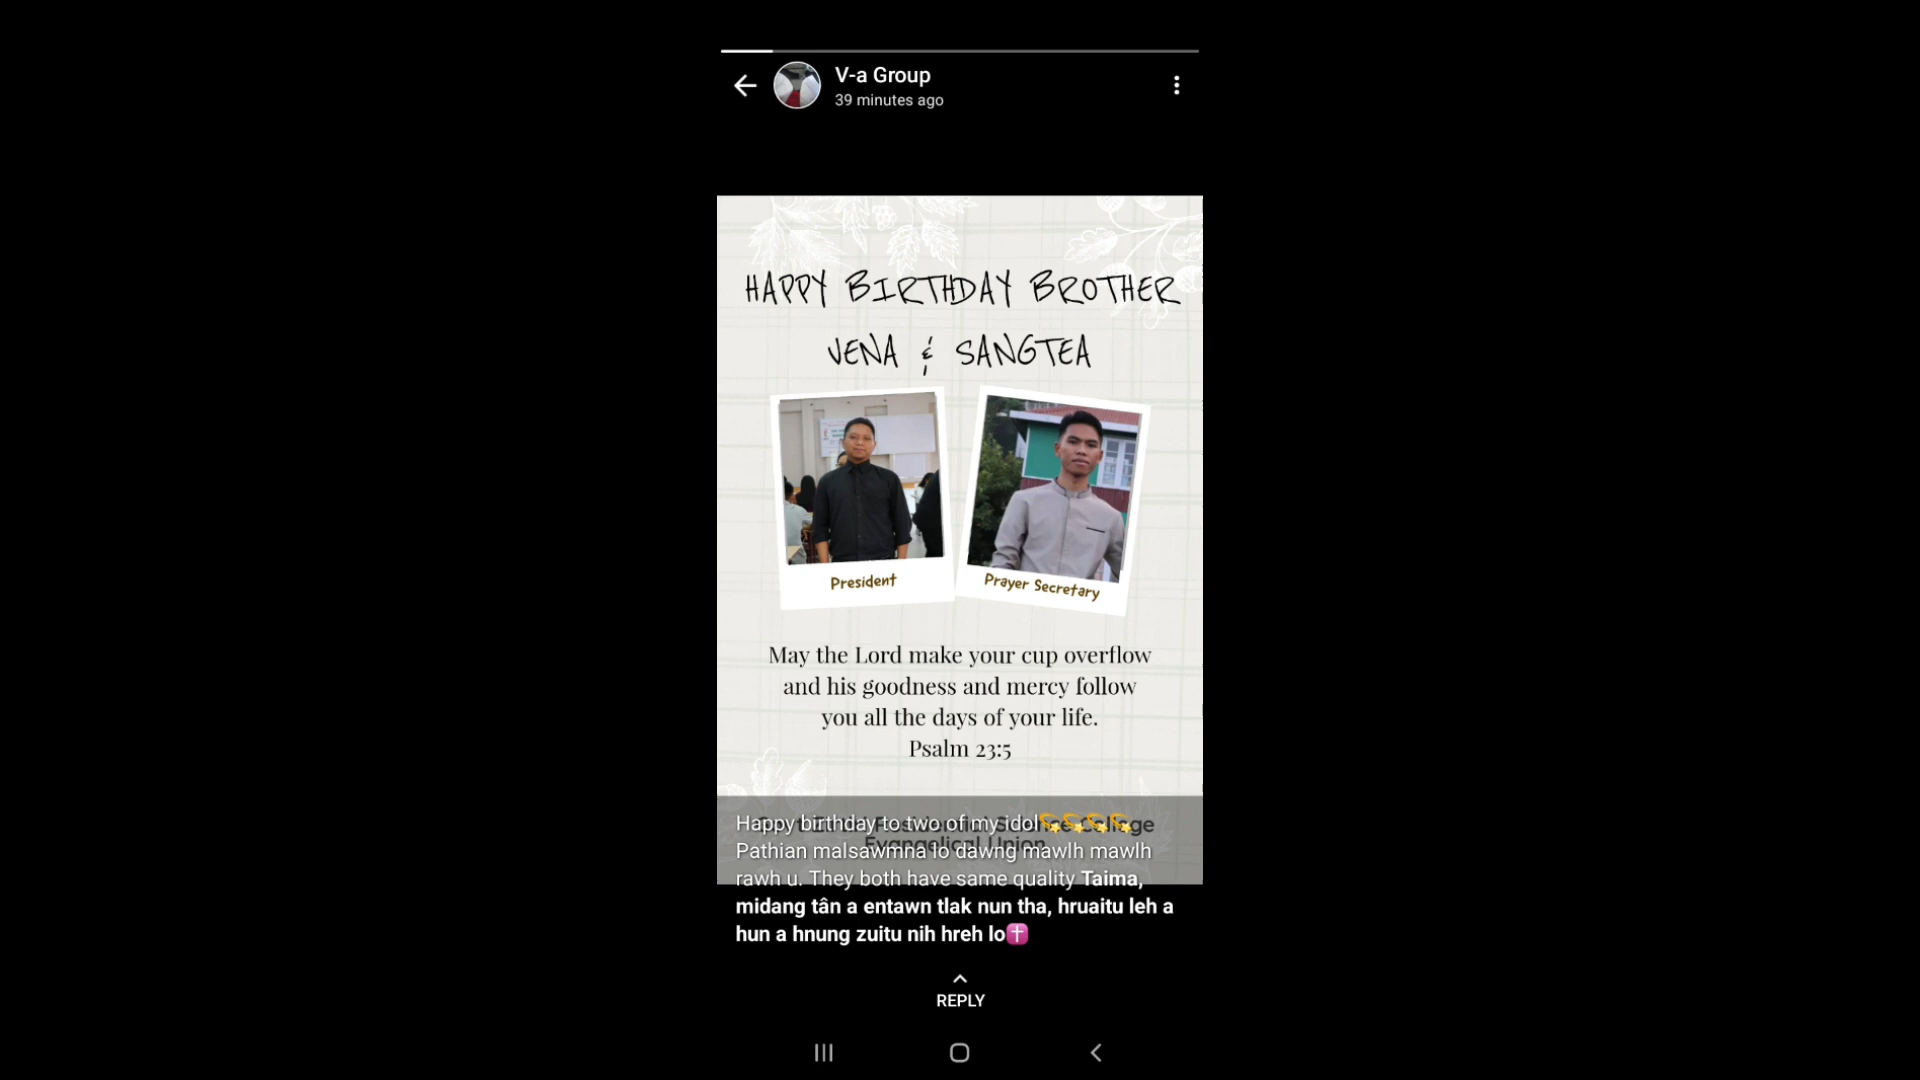 V-a Group
39 minutes ago
HAPPY BIRTHDAY BROTHER
VENA & SANGTEA
President
Prayer Secretary
May the Lord make your cup overflow
and his goodness and mercy follow
you all the days of your life.
Psalm 23:5
Evangelical Union
Happy birthday to two of my idol💫💫💫💫
Pathian malsawmna lo dawng mawlh mawlh
rawh u. They both have same quality Taima,
midang tân a entawn tlak nun tha, hruaitu leh a
hun a hnung zuitu nih hreh lo✝️
REPLY